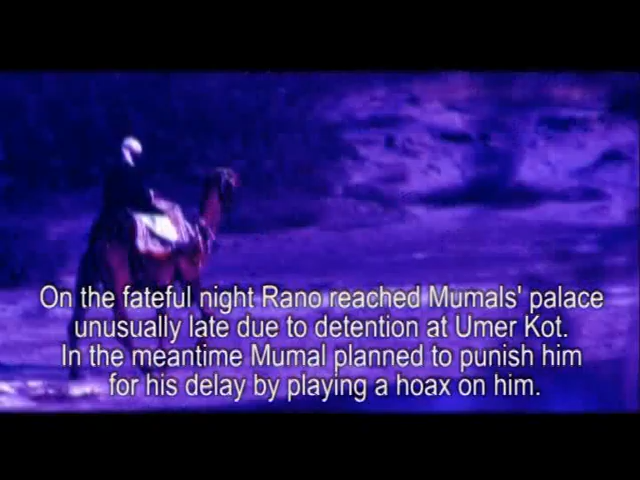 On the fateful night Rano reached Mumals' palace
unusually late due to detention at Umer Kot.
In the meantime Mumal planned to punish him
for his delay by playing a hoax on him.